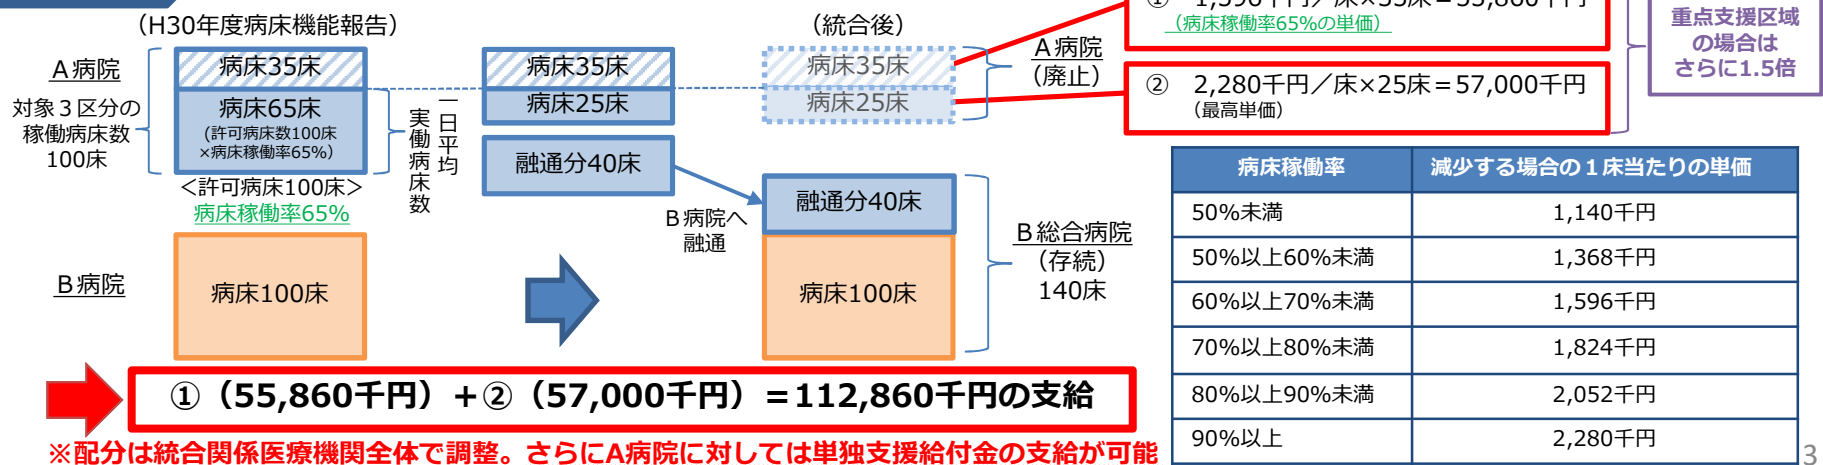 （H30年度病床機能報告）
Ａ病院
対象３区分の
稼働病床数
100床
病床35床
病床65床
(許可病床数100床
×病床稼働率65%)
＜許可病床100床＞
病床稼働率65%
一日平均
実働病床数
Ｂ病院
病床100床
病床35床
病床25床
融通分40床
Ｂ病院へ
融通
（統合後）
病床35床
病床25床
融通分40床
病床100床
Ａ病院
（廃止）
Ｂ総合病院
（存続）
140床
① 1,596千円／床×35床＝55,860千円
（病床稼働率65%の単価）
② 2,280千円／床×25床＝57,000千円
（最高単価）
重点支援区域
の場合は
さらに1.5倍
病床稼働率 減少する場合の１床当たりの単価
50%未満 1,140千円
50%以上60%未満 1,368千円
60%以上70%未満 1,596千円
70%以上80%未満 1,824千円
80%以上90%未満 2,052千円
90%以上 2,280千円
①（55,860千円）＋②（57,000千円）＝112,860千円の支給
※配分は統合関係医療機関全体で調整。さらにA病院に対しては単独支援給付金の支給が可能
3